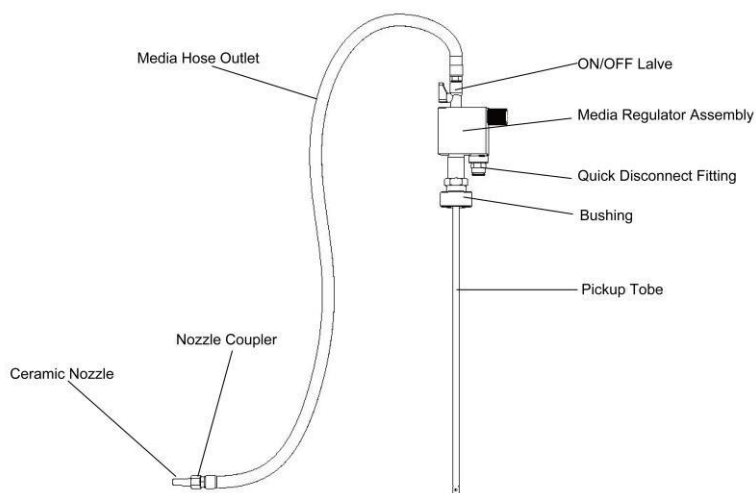 Media Hose Outlet
ON/OFF Lalve
Media Regulator Assembly
Quick Disconnect Fitting
Bushing
Pickup Tobe
Nozzle Coupler
Ceramic Nozzle